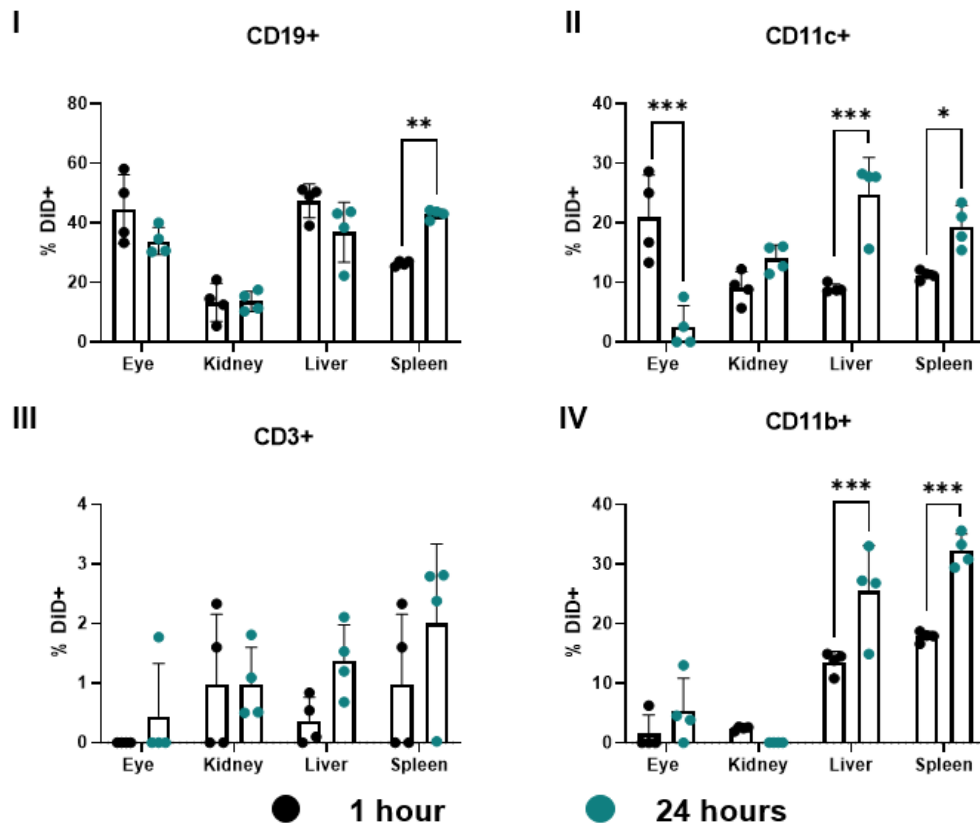 I
CD19+
% DiD+
80
60
40
20
0
**
Eye Kidney Liver Spleen
II
CD11c+
% DiD+
40
30
20
10
0
***
***
*
Eye Kidney Liver Spleen
III
CD3+
% DiD+
4
3
2
1
0
Eye Kidney Liver Spleen
IV
CD11b+
% DiD+
40
30
20
10
0
***
***
Eye Kidney Liver Spleen
1 hour 24 hours